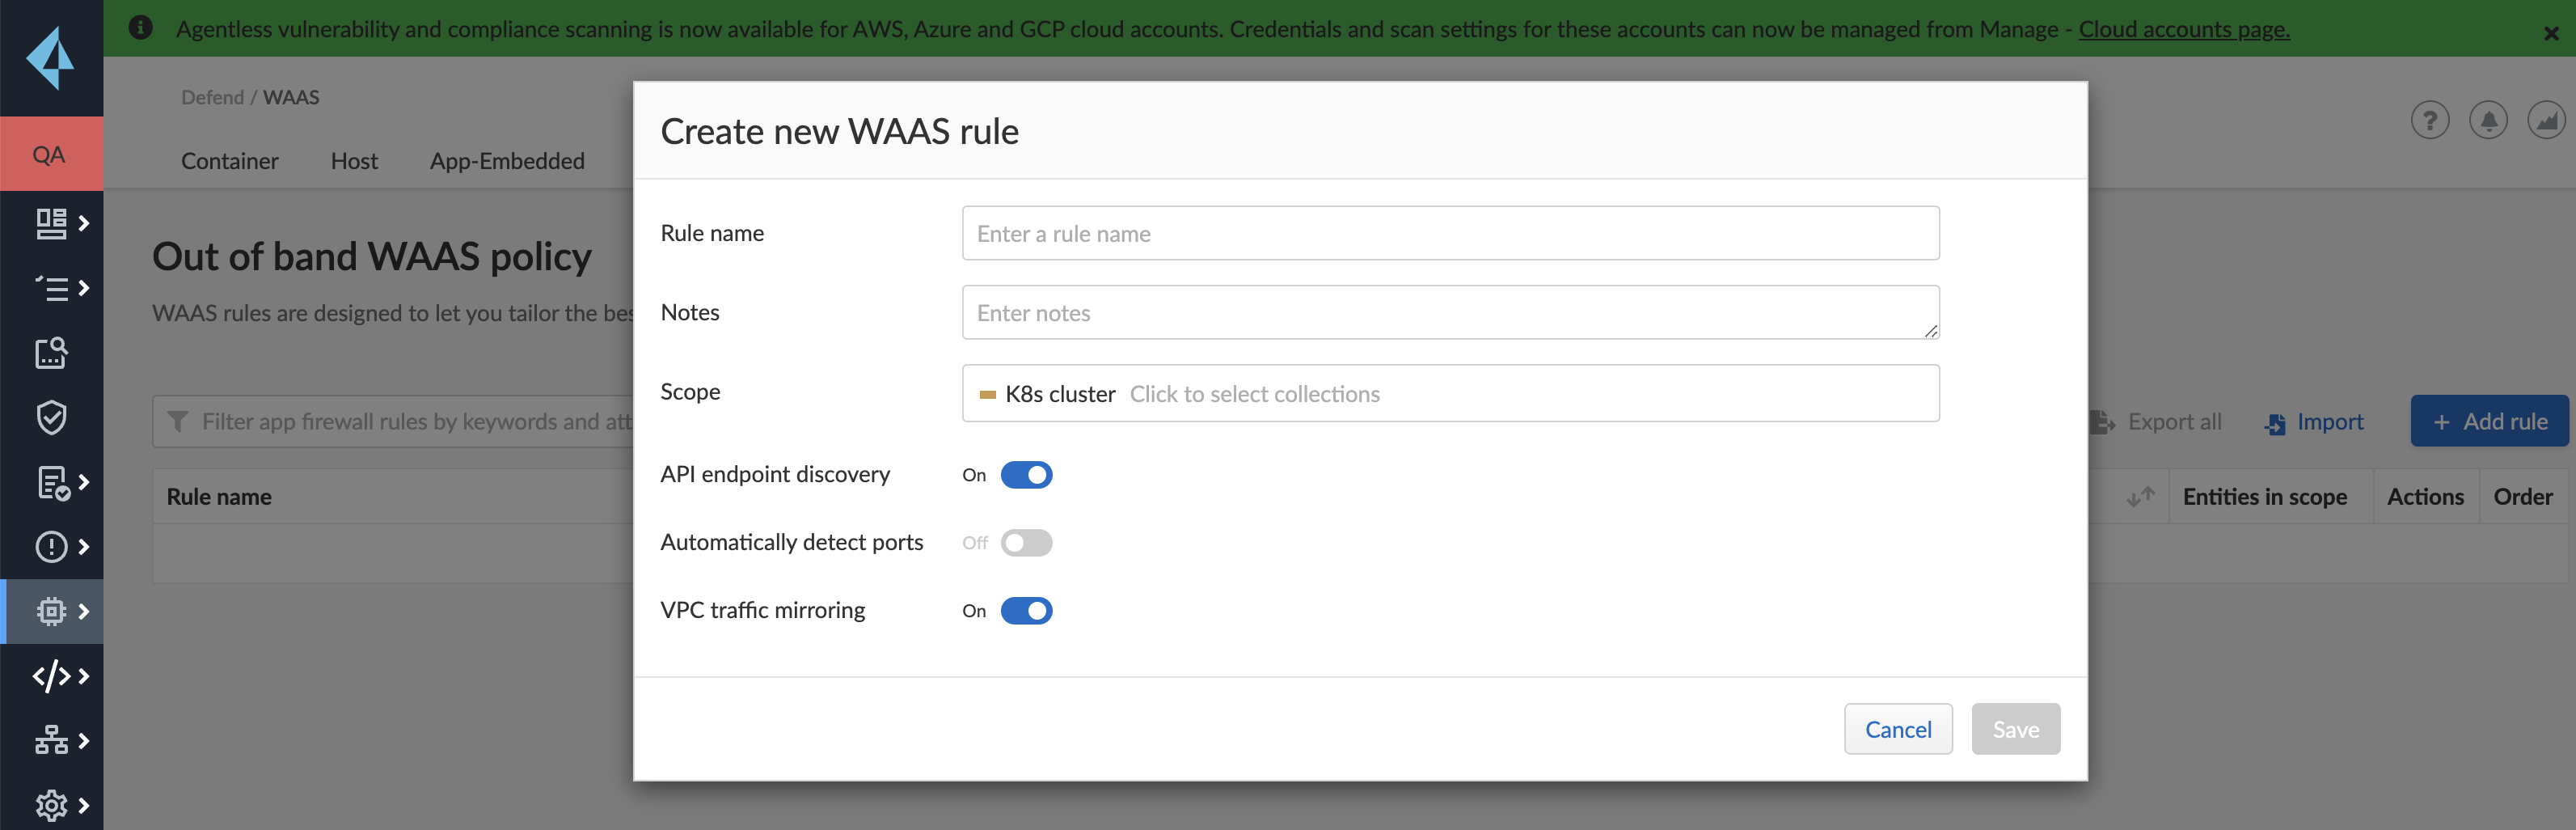 Agentless vulnerability and compliance scanning is now available for AWS, Azure and GCP cloud accounts. Credentials and scan settings for these accounts can now be managed from Manage - Cloud accounts page.
Defend / WAAS
QA
Container Host App-Embedded
Out of band WAAS policy
WAAS rules are designed to let you tailor the bes
Filter app firewall rules by keywords and att
Export all Import + Add rule
Rule name Entities in scope Actions Order
Create new WAAS rule
Rule name Enter a rule name
Notes Enter notes
Scope K8s cluster Click to select collections
API endpoint discovery On
Automatically detect ports Off
VPC traffic mirroring On
Cancel Save